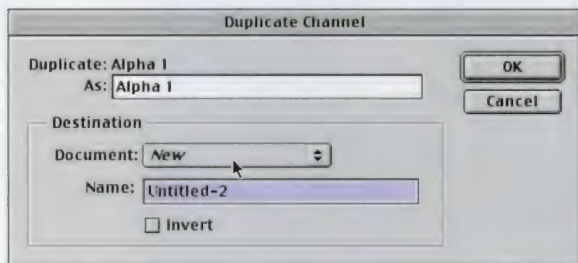 Duplicate Channel
Duplicate: Alpha 1
As: Alpha 1
OK
Cancel
Destination
Document: New
Name: Untitled-2
Invert